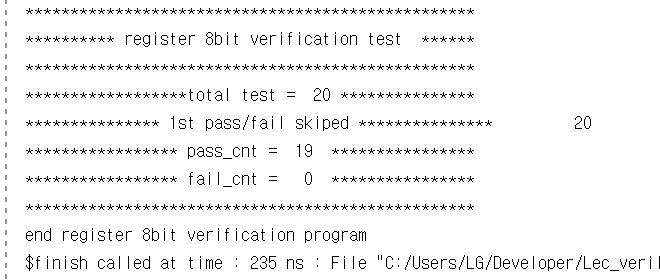 **************************************************
********** register 8bit verification test  ******
**************************************************
******************total test =  20 ***************
*************** 1st pass/fail skiped ***************         20
***************** pass_cnt =  19  ****************
***************** fail_cnt =   0  ****************
**************************************************
end register 8bit verification program
$finish called at time : 235 ns : File "C:/Users/LG/Developer/Lec_veril